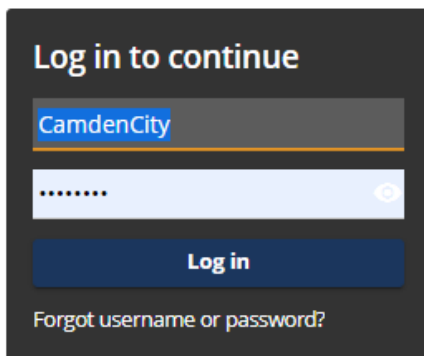 Log in to continue
CamdenCity
••••••••
Log in
Forgot username or password?